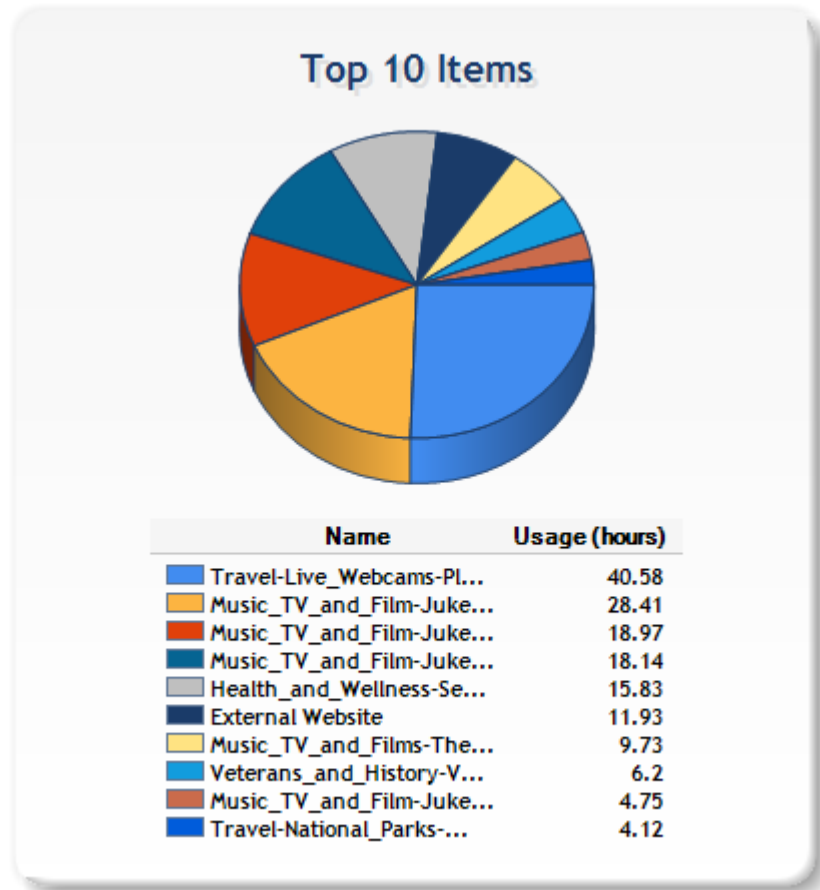 Top 10 Items
Name Usage (hours)
Travel-Live_Webcams-Pl... 40.58
Music_TV_and_Film-Juke... 28.41
Music_TV_and_Film-Juke... 18.97
Music_TV_and_Film-Juke... 18.14
Health_and_Wellness-Se... 15.83
External Website 11.93
Music_TV_and_Films-The... 9.73
Veterans_and_History-V... 6.2
Music_TV_and_Film-Juke... 4.75
Travel-National_Parks-... 4.12